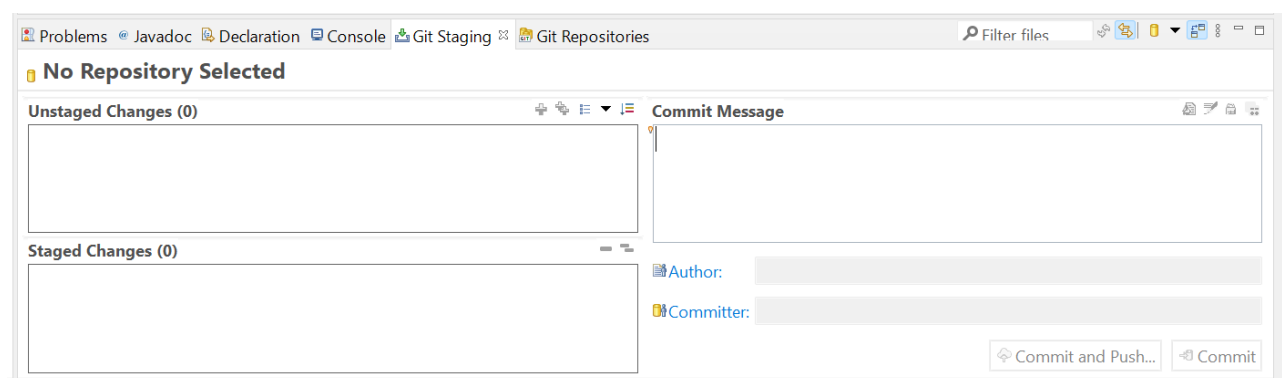 Problems @ Javadoc Declaration Console Git Staging Git Repositories Filter files
No Repository Selected
Unstaged Changes (0)
Commit Message
Staged Changes (0)
Author:
Committer:
Commit and Push... Commit